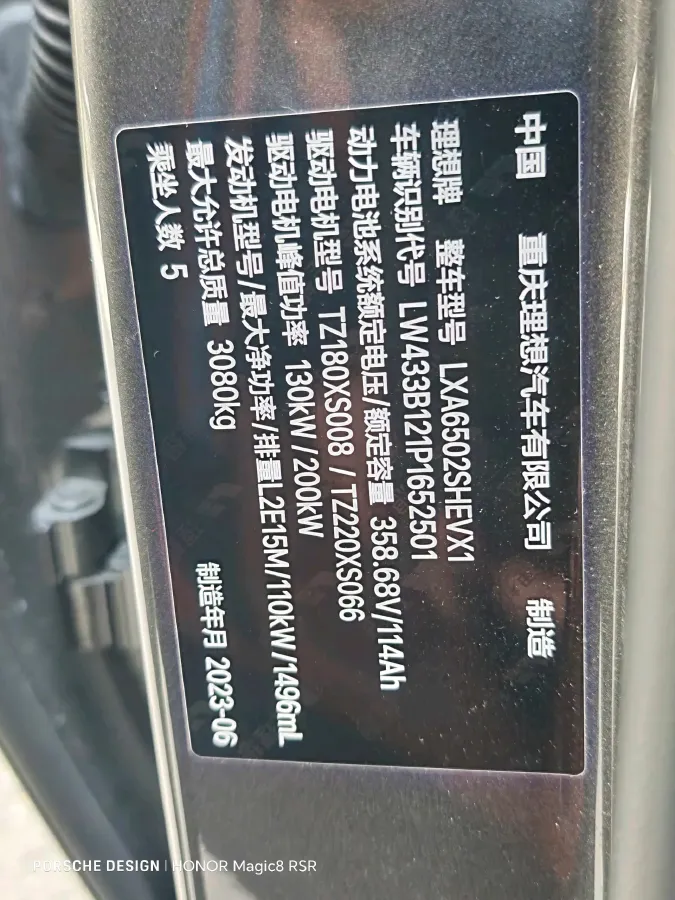 中国 重庆理想汽车有限公司 制造
理想牌 整车型号 LXA6502SHEVX1
车辆识别代号 LW433B121P1652501
动力电池系统额定电压/额定容量 358.68V/114Ah
驱动电机型号 TZ180XS008 / TZ220XS066
驱动电机峰值功率 130kW/200kW
发动机型号/最大净功率/排量L2E15M/110kW/1496mL
最大允许总质量 3080kg 制造年月 2023-06
乘坐人数 5
PORSCHE DESIGN | HONOR Magic8 RSR